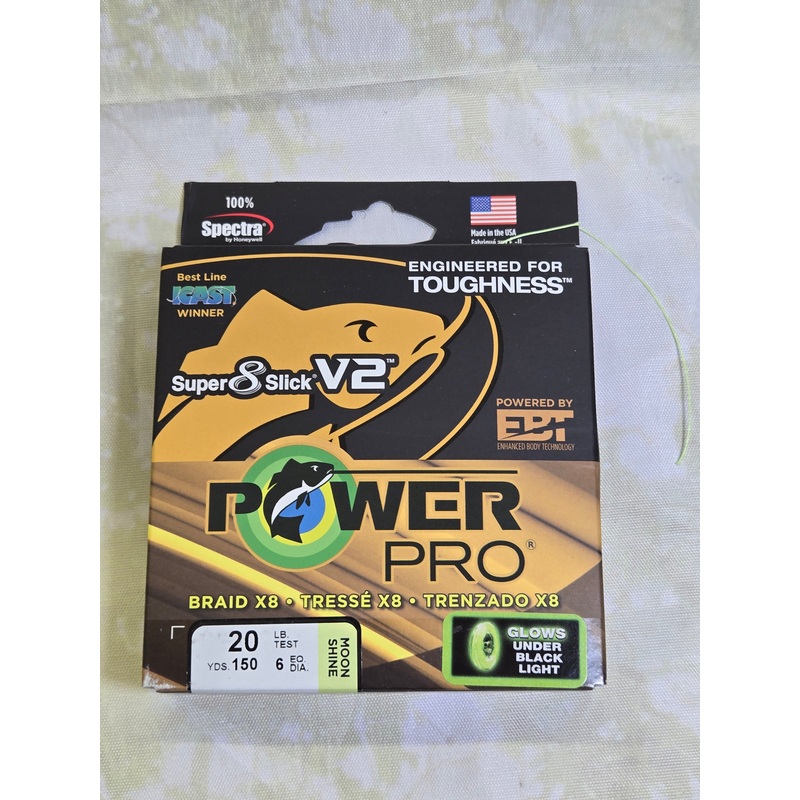 100%
Spectra®
by Honeywell
Made in the USA
Best Line
ICAST
WINNER
ENGINEERED FOR
TOUGHNESS™
Super 8 Slick® V2™
POWERED BY
EBT
ENHANCED BODY TECHNOLOGY
POWER
PRO®
BRAID X8 • TRESSÉ X8 • TRENZADO X8
20 LB. TEST
YDS. 150 6 EQ. DIA.
MOON SHINE
GLOWS
UNDER
BLACK
LIGHT